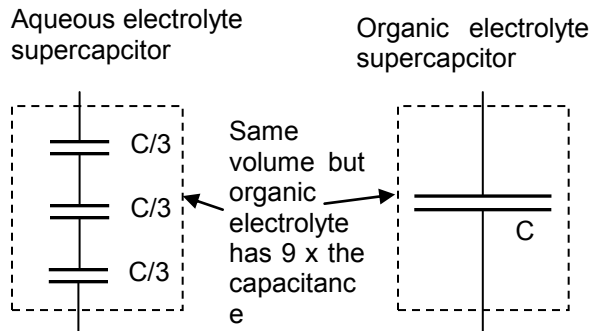 Aqueous electrolyte
supercapcitor
Organic electrolyte
supercapcitor
C/3
C/3
C/3
Same
volume but
organic
electrolyte
has 9 x the
capacitanc
e
C